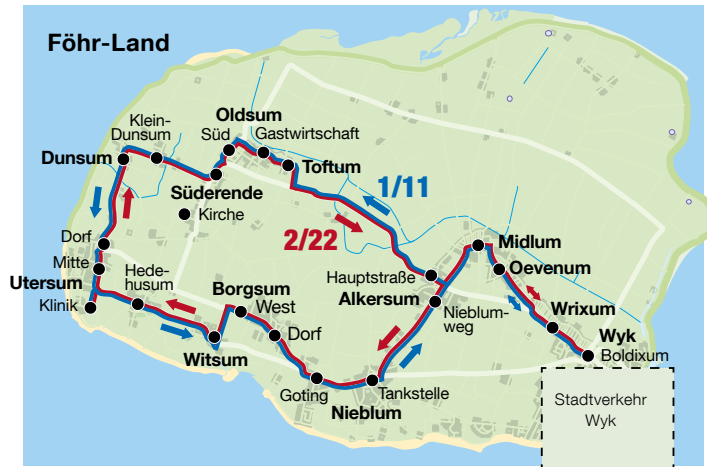 Föhr-Land
Oldsum
Klein-
Dunsum
Süd
Gastwirtschaft
Dunsum
Toftum
Süderende
Kirche
1/11
2/22
Dorf
Mitte
Utersum
Klinik
Hede-
husum
Borgsum
West
Dorf
Witsum
Goting
Nieblum
Tankstelle
Hauptstraße
Alkersum
Nieblum-
weg
Midlum
Oevenum
Wrixum
Wyk
Boldixum
Stadtverkehr
Wyk